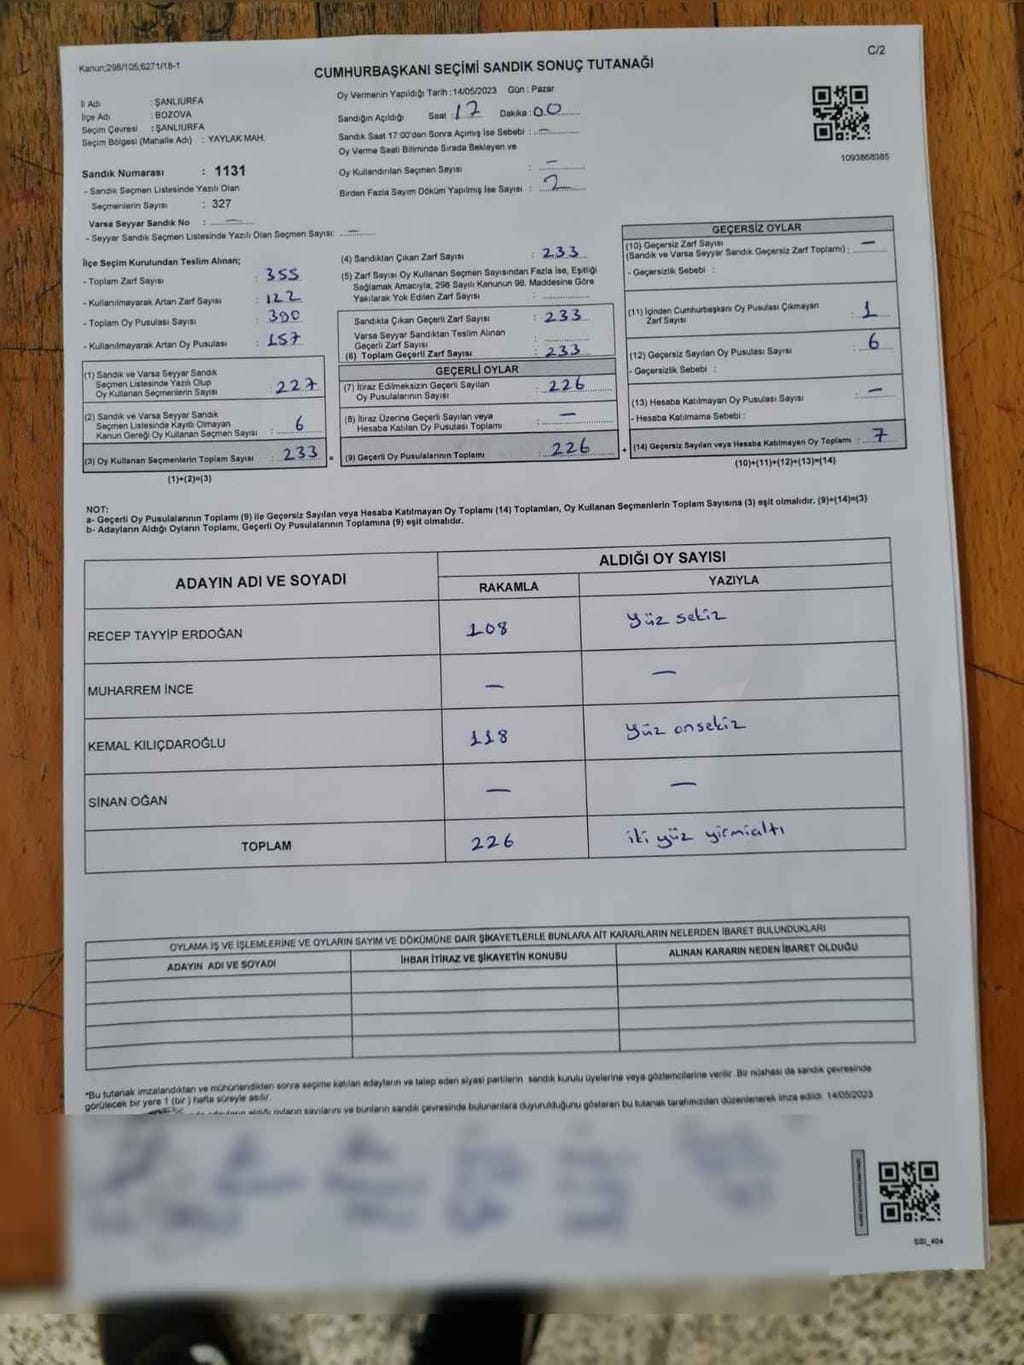 Kanun;298/105;6271/18-1
C/2
CUMHURBAŞKANI SEÇİMİ SANDIK SONUÇ TUTANAĞI
İl Adı : ŞANLIURFA
İlçe Adı : BOZOVA
Seçim Çevresi : ŞANLIURFA
Seçim Bölgesi (Mahalle Adı) : YAYLAK MAH.
Oy Vermenin Yapıldığı Tarih : 14/05/2023 Gün : Pazar
Sandığın Açıldığı Saat : 17 Dakika : 00
Sandık Saat 17:00'den Sonra Açımış İse Sebebi : —
Oy Verme Saati Bitiminde Sırada Bekleyen ve
Oy Kullandırılan Seçmen Sayısı : —
Birden Fazla Sayım Döküm Yapılmış İse Sayısı : 2
1093868385
Sandık Numarası : 1131
- Sandık Seçmen Listesinde Yazılı Olan
Seçmenlerin Sayısı : 327
Varsa Seyyar Sandık No : —
- Seyyar Sandık Seçmen Listesinde Yazılı Olan Seçmen Sayısı: —
İlçe Seçim Kurulundan Teslim Alınan;
- Toplam Zarf Sayısı : 355
- Kullanılmayarak Artan Zarf Sayısı : 122
- Toplam Oy Pusulası Sayısı : 390
- Kullanılmayarak Artan Oy Pusulası : 157
(1) Sandık ve Varsa Seyyar Sandık
Seçmen Listesinde Yazılı Olup
Oy Kullanan Seçmenlerin Sayısı : 227
(2) Sandık ve Varsa Seyyar Sandık
Seçmen Listesinde Kayıtlı Olmayan
Kanun Gereği Oy Kullanan Seçmen Sayısı : 6
(3) Oy Kullanan Seçmenlerin Toplam Sayısı : 233 =
(1)+(2)=(3)
(4) Sandıktan Çıkan Zarf Sayısı : 233
(5) Zarf Sayısı Oy Kullanan Seçmen Sayısından Fazla İse, Eşitliği
Sağlamak Amacıyla; 298 Sayılı Kanunun 98. Maddesine Göre
Yakılarak Yok Edilen Zarf Sayısı :
Sandıkta Çıkan Geçerli Zarf Sayısı : 233
Varsa Seyyar Sandıktan Teslim Alınan
Geçerli Zarf Sayısı :
(6) Toplam Geçerli Zarf Sayısı : 233
GEÇERLİ OYLAR
(7) İtiraz Edilmeksizin Geçerli Sayılan
Oy Pusulalarının Sayısı : 226
(8) İtiraz Üzerine Geçerli Sayılan veya
Hesaba Katılan Oy Pusulası Toplamı : —
(9) Geçerli Oy Pusulalarının Toplamı : 226 +
GEÇERSİZ OYLAR
(10) Geçersiz Zarf Sayısı
(Sandık ve Varsa Seyyar Sandık Geçersiz Zarf Toplamı) : —
- Geçersizlik Sebebi :
(11) İçinden Cumhurbaşkanı Oy Pusulası Çıkmayan
Zarf Sayısı : 1
(12) Geçersiz Sayılan Oy Pusulası Sayısı : 6
- Geçersizlik Sebebi :
(13) Hesaba Katılmayan Oy Pusulası Sayısı : —
- Hesaba Katılmama Sebebi :
(14) Geçersiz Sayılan veya Hesaba Katılmayan Oy Toplamı : 7
(10)+(11)+(12)+(13)=(14)
NOT:
a- Geçerli Oy Pusulalarının Toplamı (9) ile Geçersiz Sayılan veya Hesaba Katılmayan Oy Toplamı (14) Toplamları, Oy Kullanan Seçmenlerin Toplam Sayısına (3) eşit olmalıdır. (9)+(14)=(3)
b- Adayların Aldığı Oyların Toplamı, Geçerli Oy Pusulalarının Toplamına (9) eşit olmalıdır.
ADAYIN ADI VE SOYADI ALDIĞI OY SAYISI
RAKAMLA YAZIYLA
RECEP TAYYİP ERDOĞAN 108 yüz sekiz
MUHARREM İNCE — —
KEMAL KILIÇDAROĞLU 118 yüz onsekiz
SİNAN OĞAN — —
TOPLAM 226 iki yüz yirmialtı
OYLAMA İŞ VE İŞLEMLERİNE VE OYLARIN SAYIM VE DÖKÜMÜNE DAİR ŞİKAYETLERLE BUNLARA AİT KARARLARIN NELERDEN İBARET BULUNDUKLARI
ADAYIN ADI VE SOYADI İHBAR İTİRAZ VE ŞİKAYETİN KONUSU ALINAN KARARIN NEDEN İBARET OLDUĞU
*Bu tutanak imzalandıktan ve mühürlendikten sonra seçime katılan adayların ve talep eden siyasi partilerin sandık kurulu üyelerine veya gözlemcilerine verilir. Bir nüshası da sandık çevresinde
görülecek bir yere 1 (bir) hafta süreyle asılır.
aldığı oyların sayılarını ve bunların sandık çevresinde bulunanlara duyurulduğunu gösteren bu tutanak tarafımızdan düzenlenerek imza edildi. 14/05/2023
SSI_404